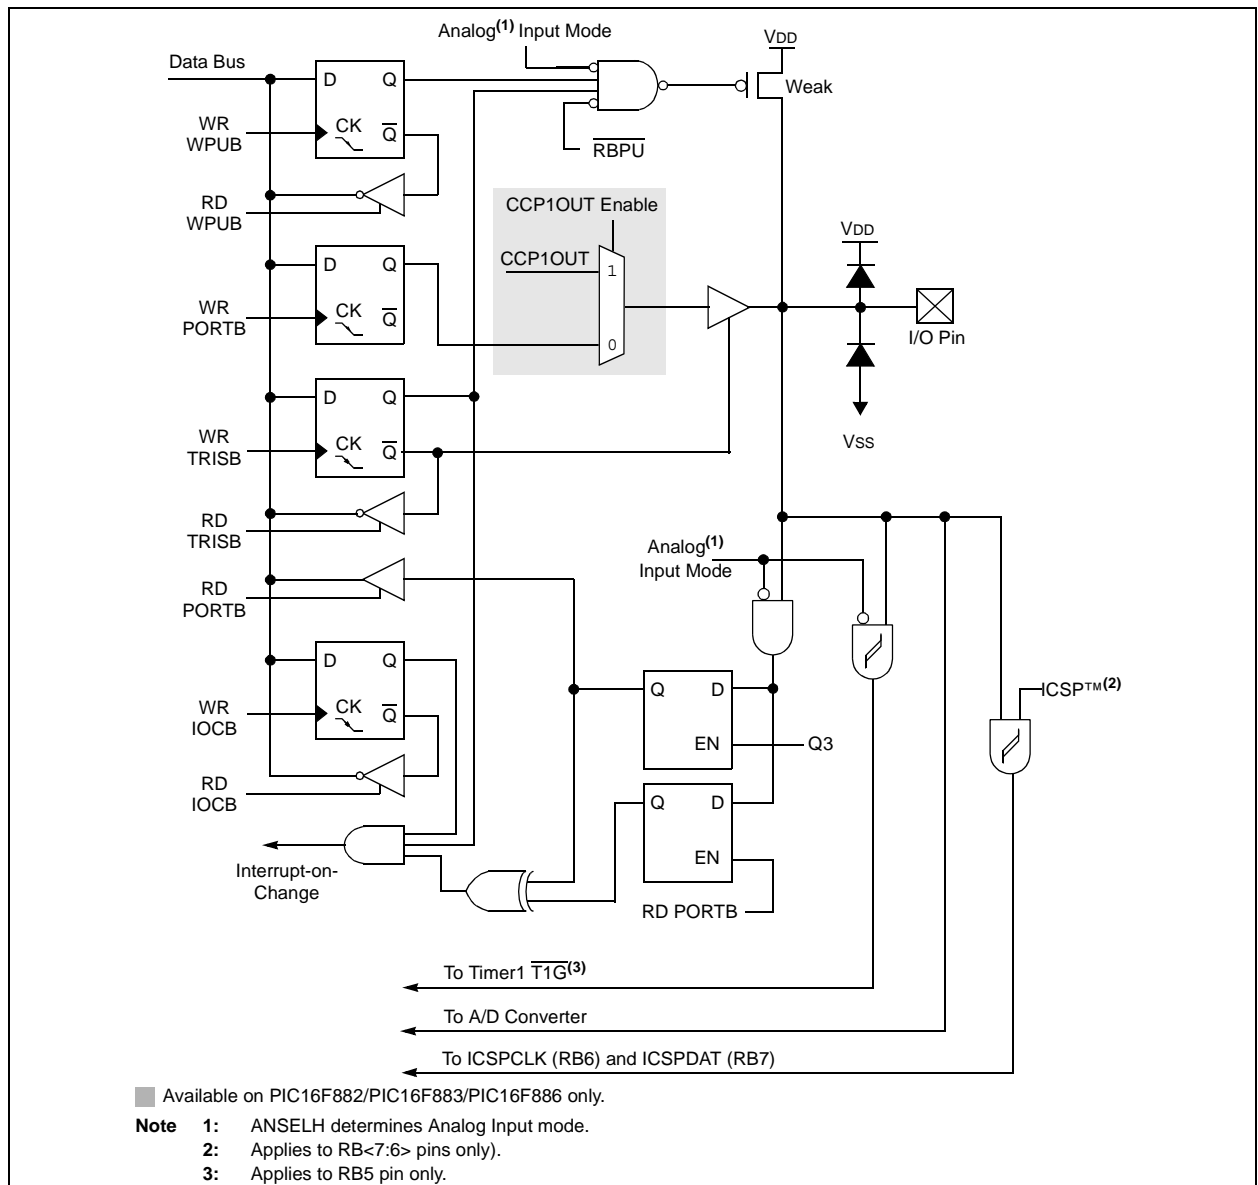 Analog(1) Input Mode
VDD
Data Bus
D Q
Weak
WR
WPUB
CK
Q
RBPU
RD
WPUB
CCP1OUT Enable
VDD
CCP1OUT
1
D Q
WR
PORTB
CK
Q
I/O Pin
0
D Q
WR
TRISB
CK
Q
VSS
RD
TRISB
Analog(1)
Input Mode
RD
PORTB
D Q
Q D
ICSP™(2)
WR
IOCB
CK
Q
EN
Q3
RD
IOCB
Q D
EN
Interrupt-on-
Change
RD PORTB
To Timer1 T1G(3)
To A/D Converter
To ICSPCLK (RB6) and ICSPDAT (RB7)
Available on PIC16F882/PIC16F883/PIC16F886 only.
Note 1: ANSELH determines Analog Input mode.
2: Applies to RB<7:6> pins only).
3: Applies to RB5 pin only.